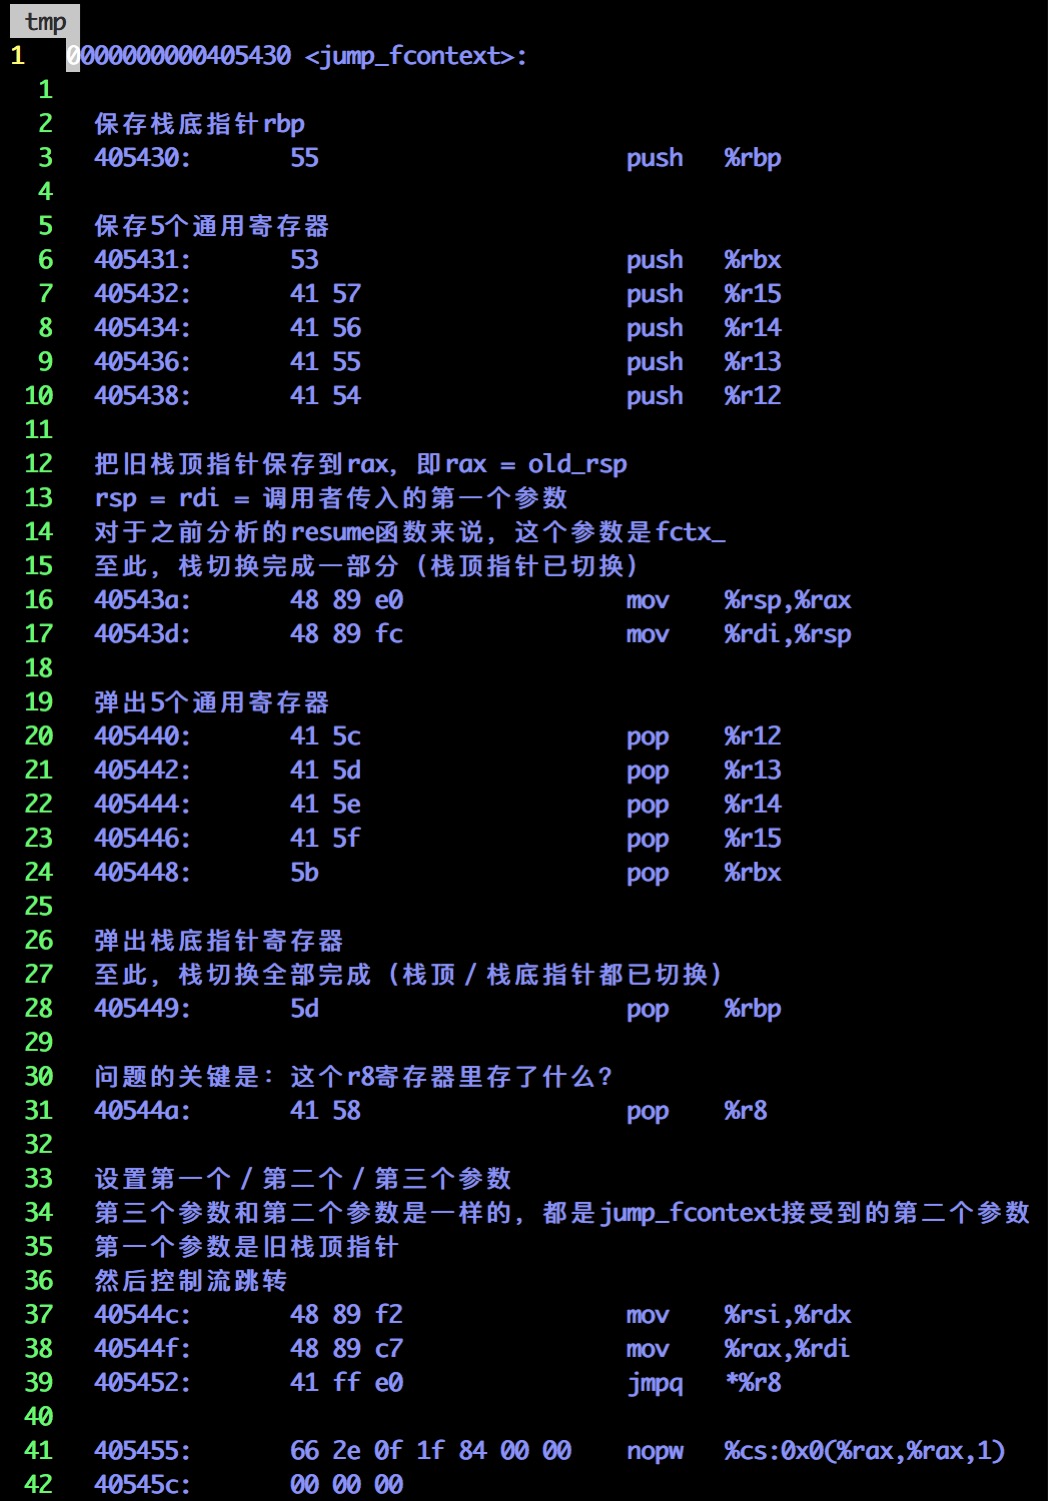 tmp
1 0000000000405430 <jump_fcontext>:
1
2 保存栈底指针rbp
3 405430: 55 push %rbp
4
5 保存5个通用寄存器
6 405431: 53 push %rbx
7 405432: 41 57 push %r15
8 405434: 41 56 push %r14
9 405436: 41 55 push %r13
10 405438: 41 54 push %r12
11
12 把旧栈顶指针保存到rax, 即rax = old_rsp
13 rsp = rdi = 调用者传入的第一个参数
14 对于之前分析的resume函数来说, 这个参数是fctx_
15 至此, 栈切换完成一部分（栈顶指针已切换）
16 40543a: 48 89 e0 mov %rsp,%rax
17 40543d: 48 89 fc mov %rdi,%rsp
18
19 弹出5个通用寄存器
20 405440: 41 5c pop %r12
21 405442: 41 5d pop %r13
22 405444: 41 5e pop %r14
23 405446: 41 5f pop %r15
24 405448: 5b pop %rbx
25
26 弹出栈底指针寄存器
27 至此, 栈切换全部完成（栈顶 / 栈底指针都已切换）
28 405449: 5d pop %rbp
29
30 问题的关键是: 这个r8寄存器里存了什么?
31 40544a: 41 58 pop %r8
32
33 设置第一个 / 第二个 / 第三个参数
34 第三个参数和第二个参数是一样的, 都是jump_fcontext接受到的第二个参数
35 第一个参数是旧栈顶指针
36 然后控制流跳转
37 40544c: 48 89 f2 mov %rsi,%rdx
38 40544f: 48 89 c7 mov %rax,%rdi
39 405452: 41 ff e0 jmpq *%r8
40
41 405455: 66 2e 0f 1f 84 00 00 nopw %cs:0x0(%rax,%rax,1)
42 40545c: 00 00 00